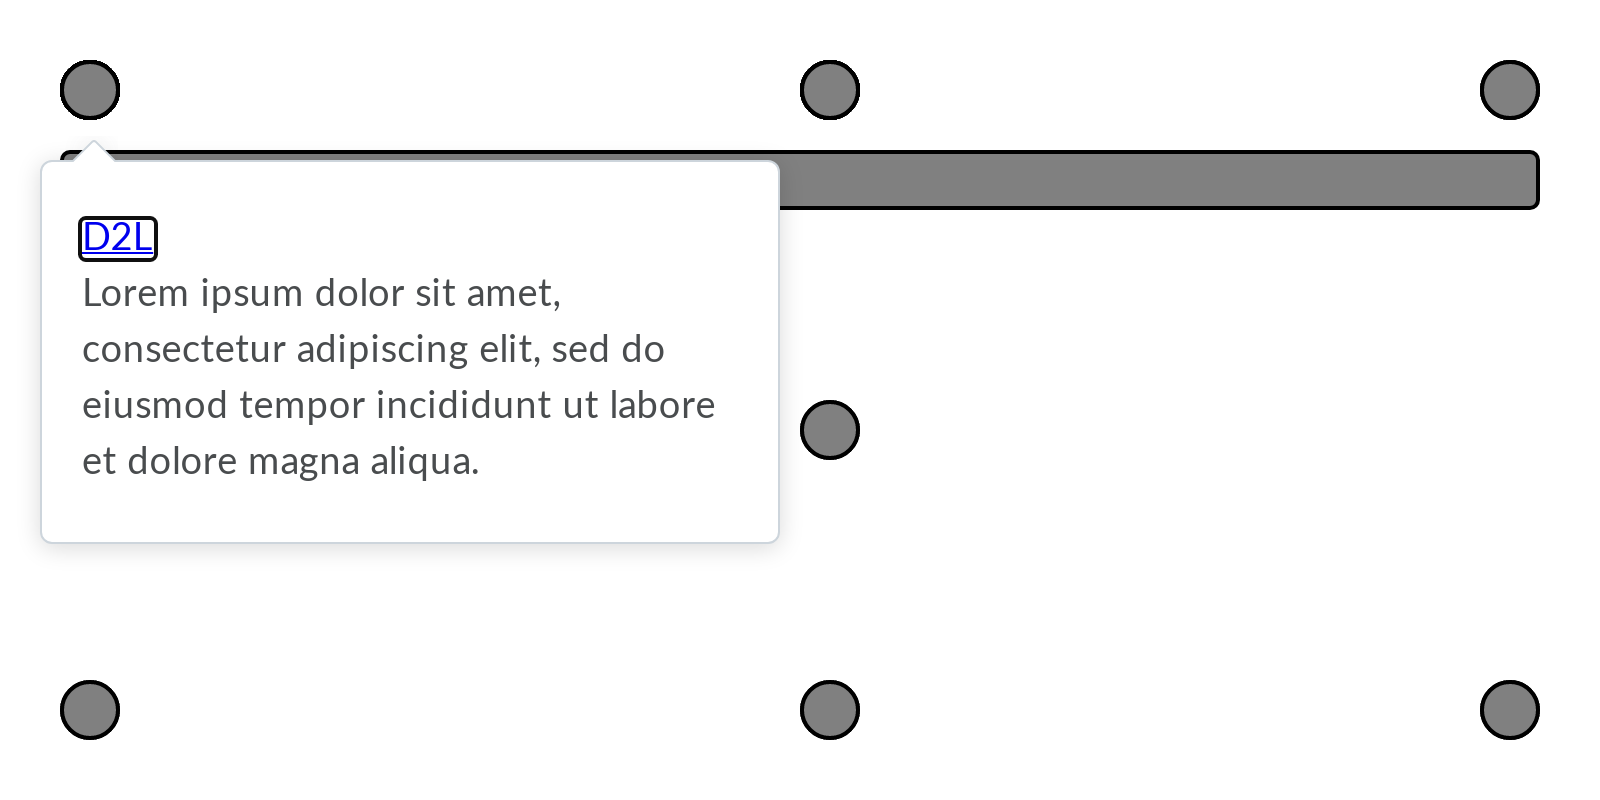 D2L
Lorem ipsum dolor sit amet,
consectetur adipiscing elit, sed do
eiusmod tempor incididunt ut labore
et dolore magna aliqua.